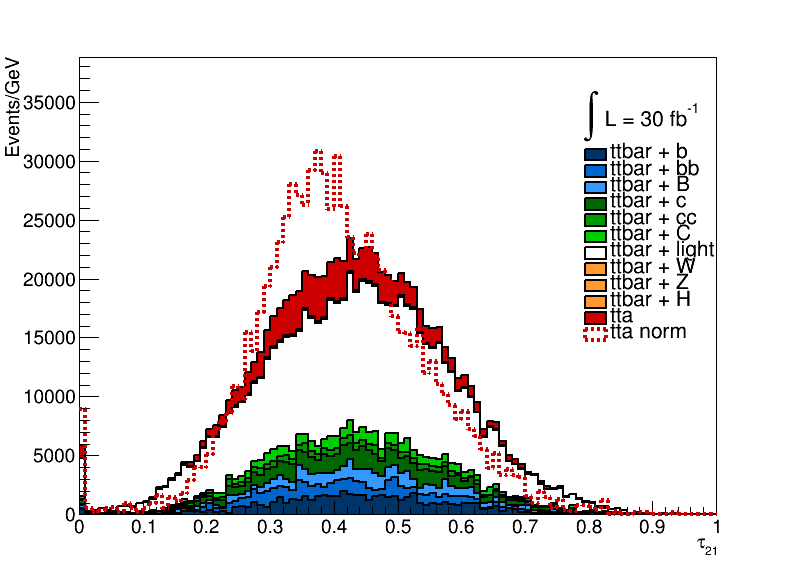 Events/GeV
35000
30000
25000
20000
15000
10000
5000
0
∫ L = 30 fb⁻¹
ttbar + b
ttbar + bb
ttbar + B
ttbar + c
ttbar + cc
ttbar + C
ttbar + light
ttbar + W
ttbar + Z
ttbar + H
tta
tta norm
0 0.1 0.2 0.3 0.4 0.5 0.6 0.7 0.8 0.9 1
τ₂₁